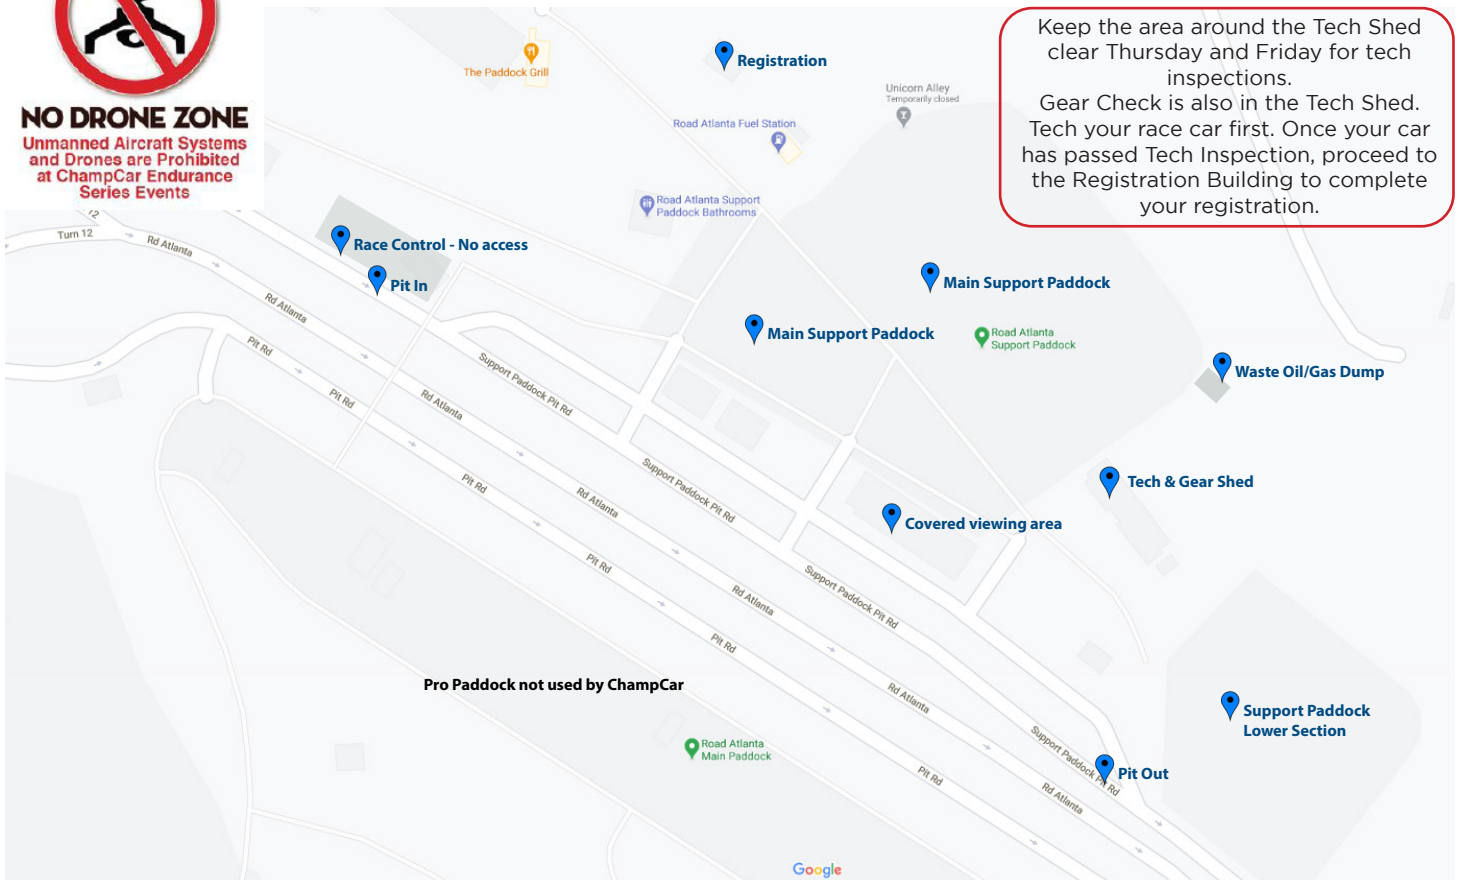 NO DRONE ZONE
Unmanned Aircraft Systems
and Drones are Prohibited
at ChampCar Endurance
Series Events
Keep the area around the Tech Shed
clear Thursday and Friday for tech
inspections.
Gear Check is also in the Tech Shed.
Tech your race car first. Once your car
has passed Tech Inspection, proceed to
the Registration Building to complete
your registration.
The Paddock Grill
Registration
Unicorn Alley
Temporarily closed
Road Atlanta Fuel Station
Road Atlanta Support
Paddock Bathrooms
12
Turn 12
Rd Atlanta
Race Control - No access
Pit In
Main Support Paddock
Main Support Paddock
Road Atlanta
Support Paddock
Rd Atlanta
Pit Rd
Support Paddock Pit Rd
Waste Oil/Gas Dump
Pit Rd
Rd Atlanta
Support Paddock Pit Rd
Tech & Gear Shed
Pit Rd
Rd Atlanta
Covered viewing area
Pit Rd
Rd Atlanta
Support Paddock Pit Rd
Pit Rd
Pro Paddock not used by ChampCar
Rd Atlanta
Support Paddock
Lower Section
Road Atlanta
Main Paddock
Support Paddock Pit Rd
Pit Out
Pit Rd
Rd Atlanta
Google